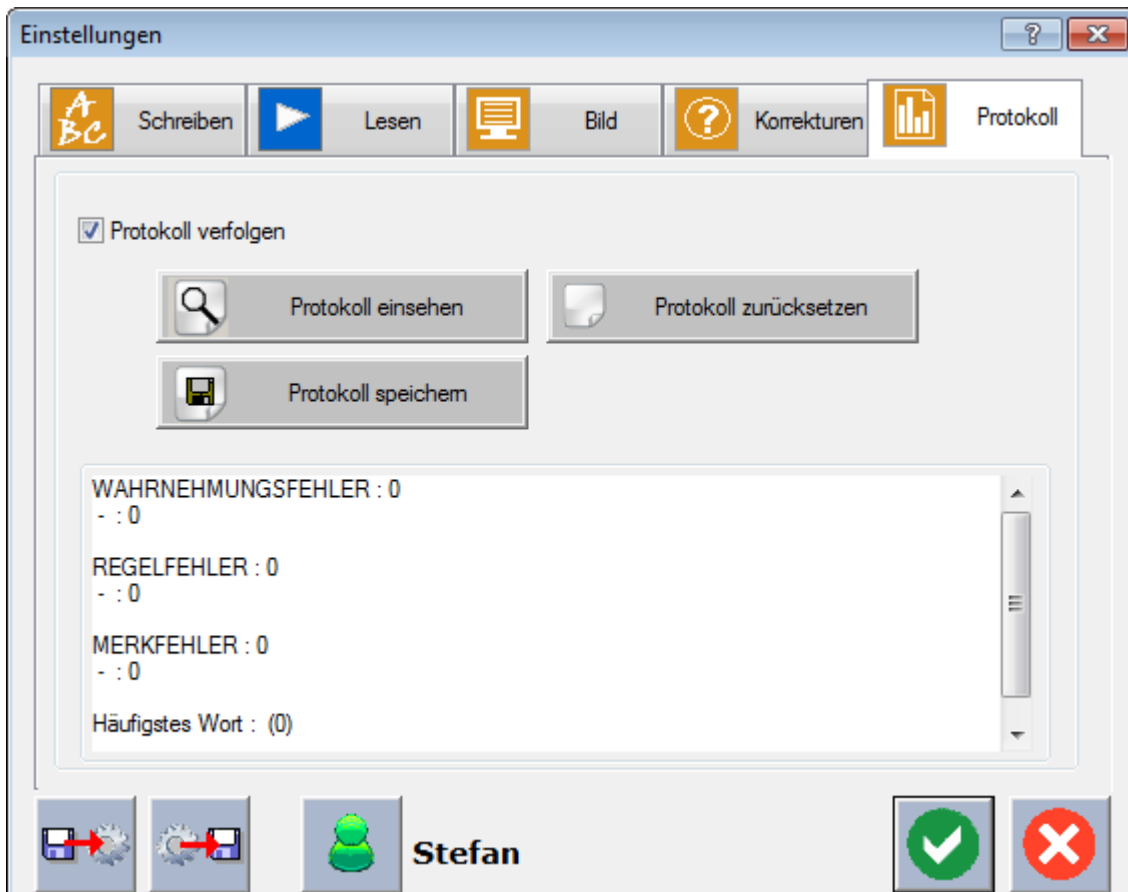 Einstellungen
ABC Schreiben Lesen Bild ? Korrekturen Protokoll
Protokoll verfolgen
Protokoll einsehen Protokoll zurücksetzen
Protokoll speichern
WAHRNEHMUNGSFEHLER : 0
- : 0
REGELFEHLER : 0
- : 0
MERKFEHLER : 0
- : 0
Häufigstes Wort : (0)
Stefan